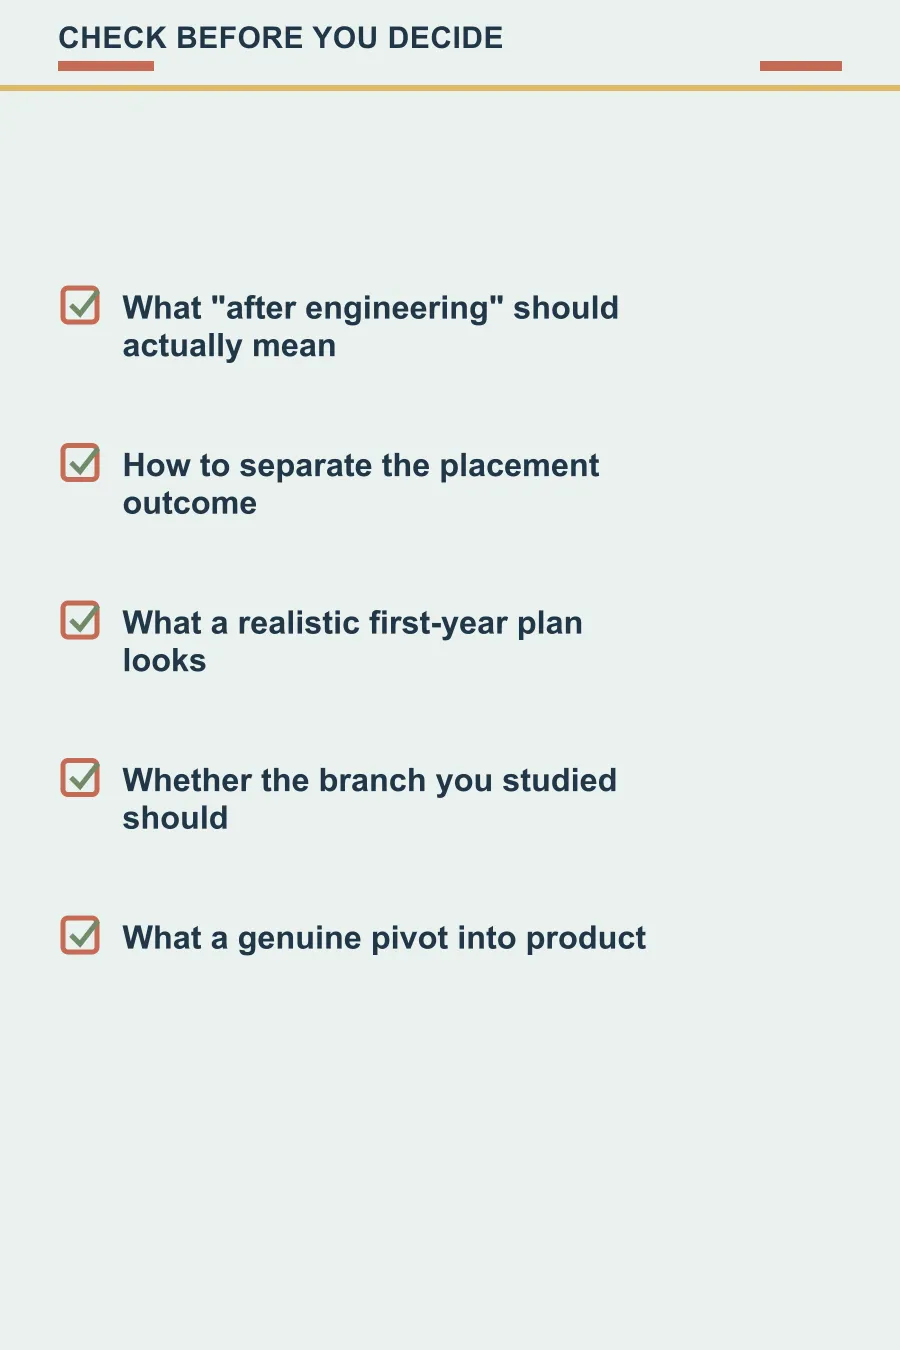 CHECK BEFORE YOU DECIDE
What "after engineering" should
actually mean
How to separate the placement
outcome
What a realistic first-year plan
looks
Whether the branch you studied
should
What a genuine pivot into product